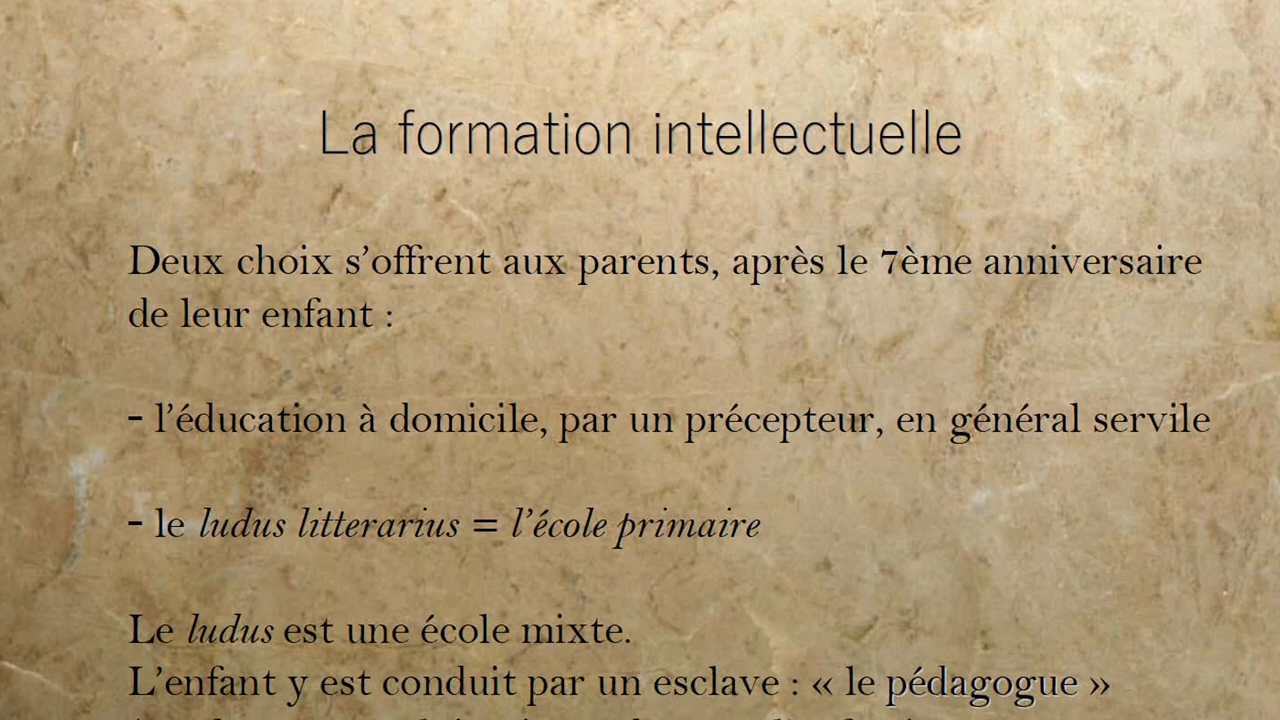 La formation intellectuelle
Deux choix s’offrent aux parents, après le 7ème anniversaire
de leur enfant :
- l’éducation à domicile, par un précepteur, en général servile
- le ludus litterarius = l’école primaire
Le ludus est une école mixte.
L’enfant y est conduit par un esclave : « le pédagogue »